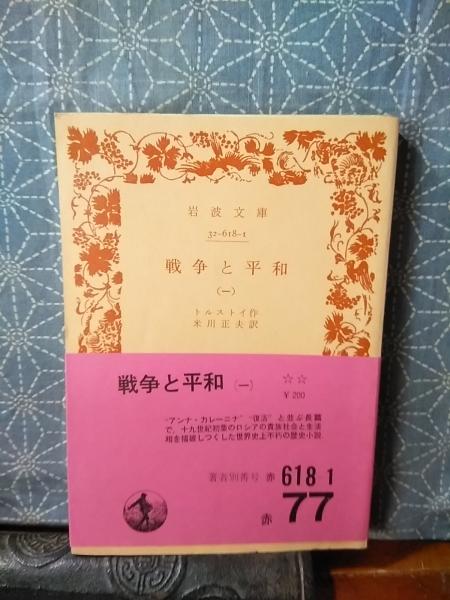 岩波文庫
32-618-1
戦争と平和
(一)
トルストイ作
米川正夫訳
戦争と平和(一)
☆☆
¥200
"アンナ・カレーニナ" "復活" と並ぶ長篇
で、十九世紀初葉のロシアの貴族社会と生活
相を描破しつくした世界史上不朽の歴史小説
著者別番号 赤 618 1
赤 77